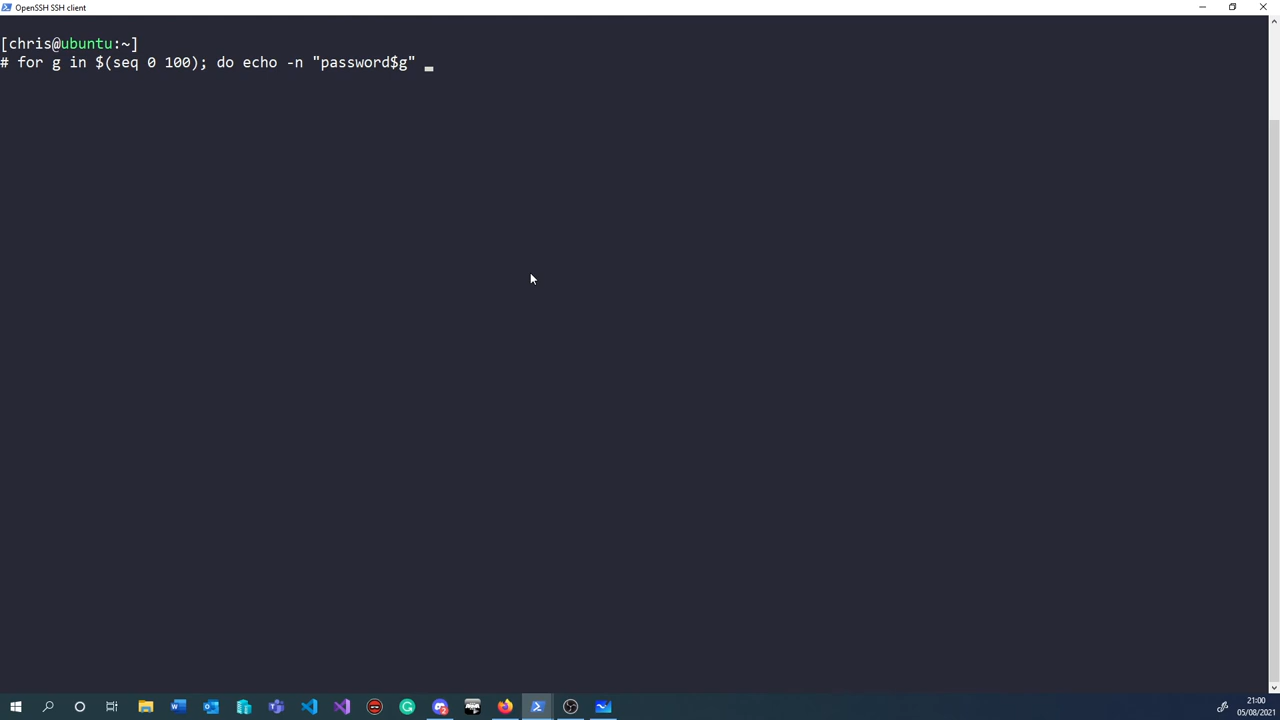 OpenSSH SSH client
[chris@ubuntu:~]
# for g in $(seq 0 100); do echo -n "password$g" _
21:00
05/08/2021